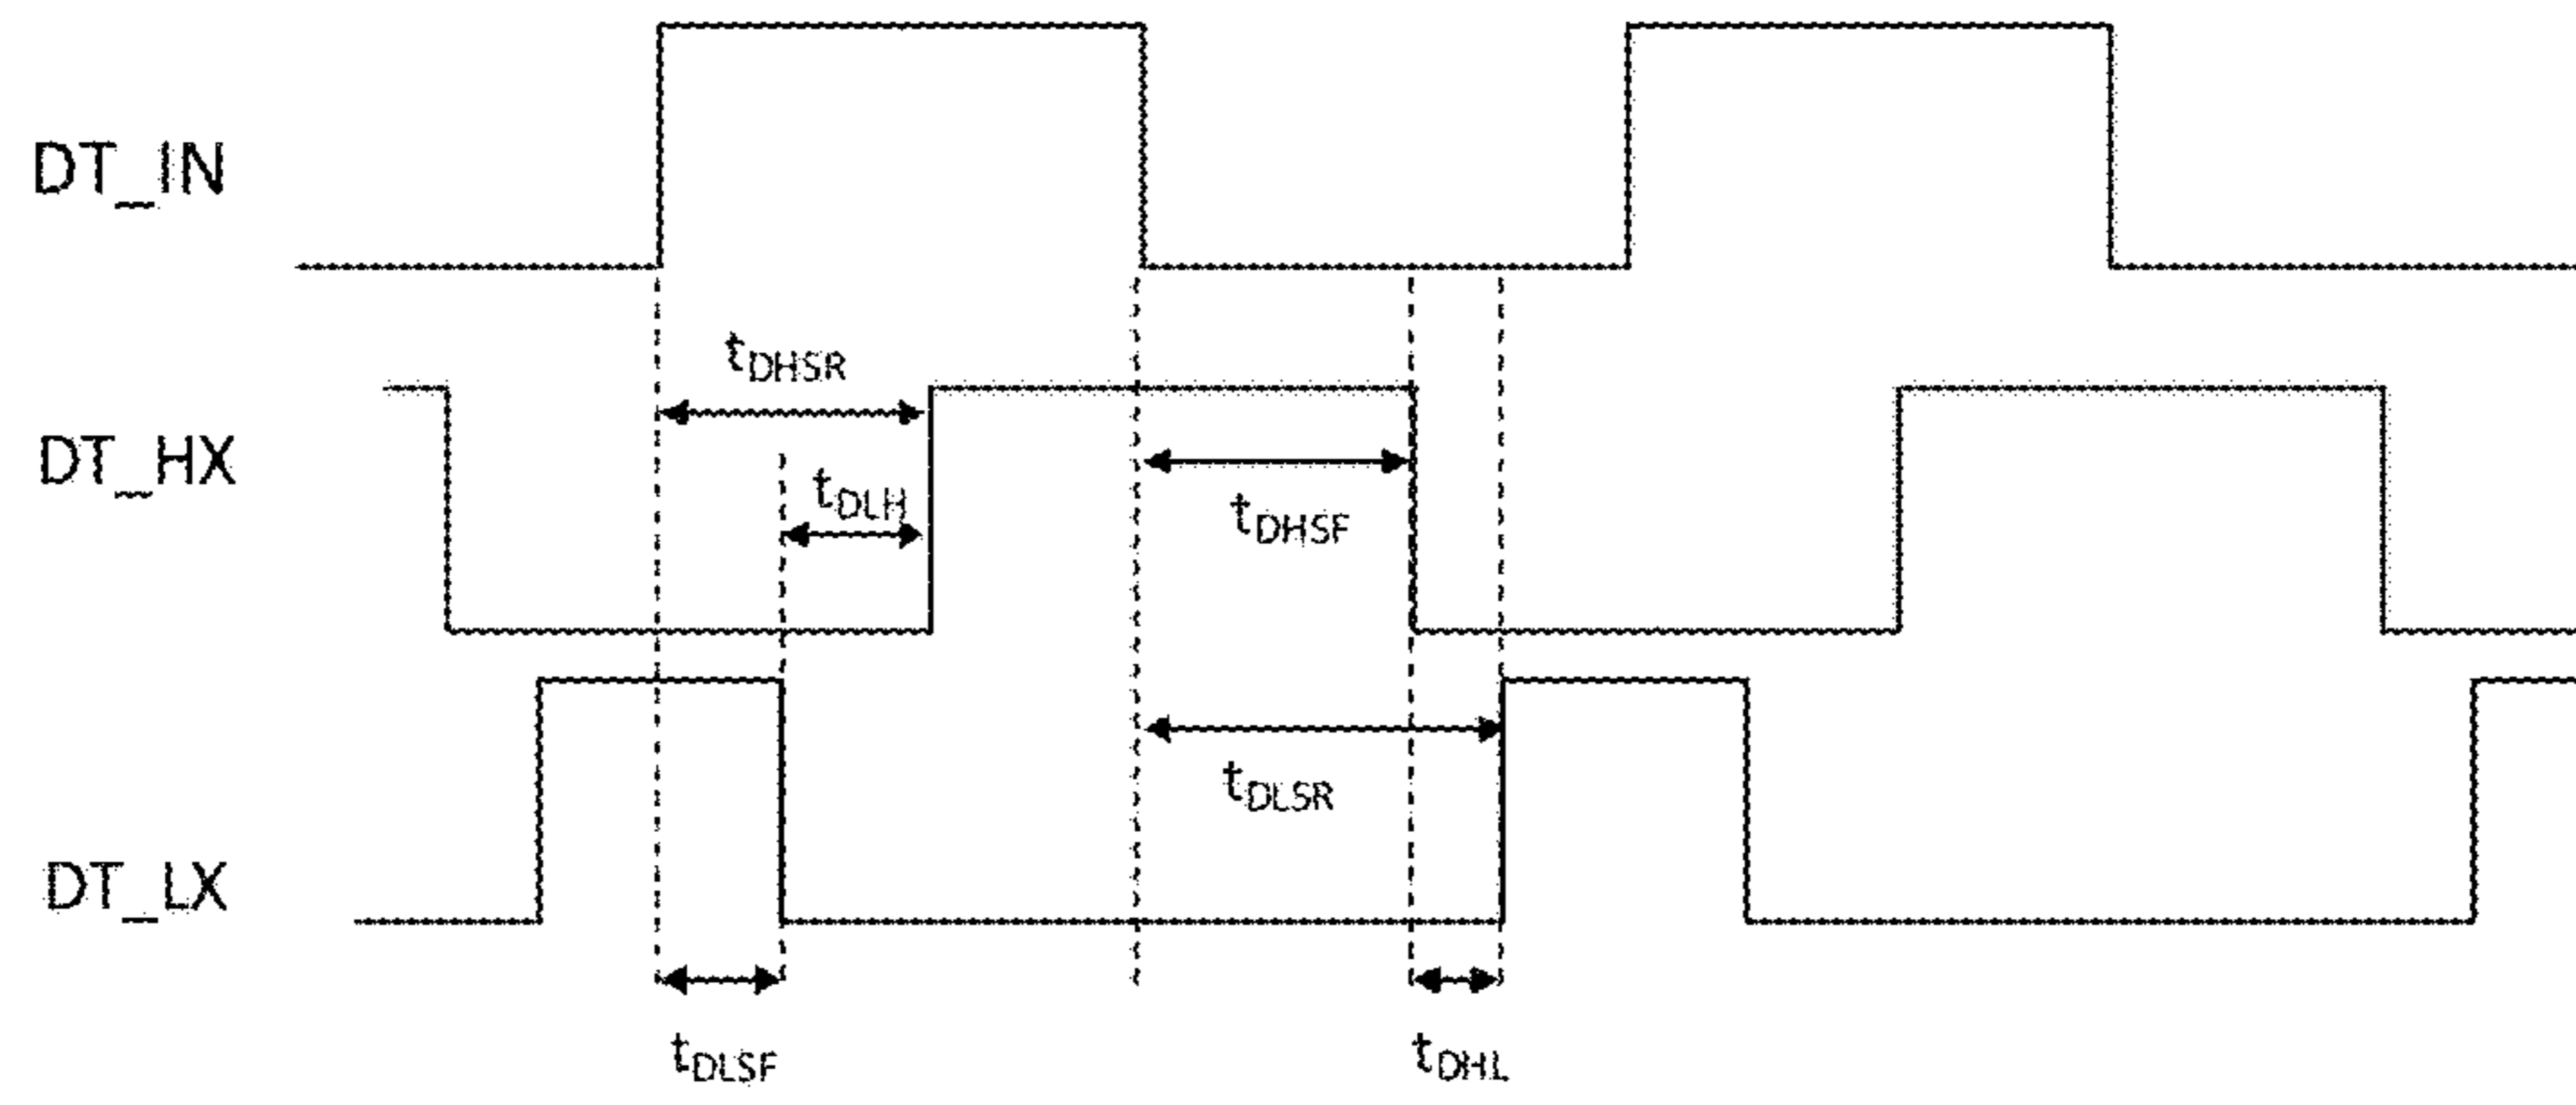 DT_IN
tDHSR
DT_HX
tDLH
tDHSF
tDLSR
DT_LX
tDLSF
tDHL